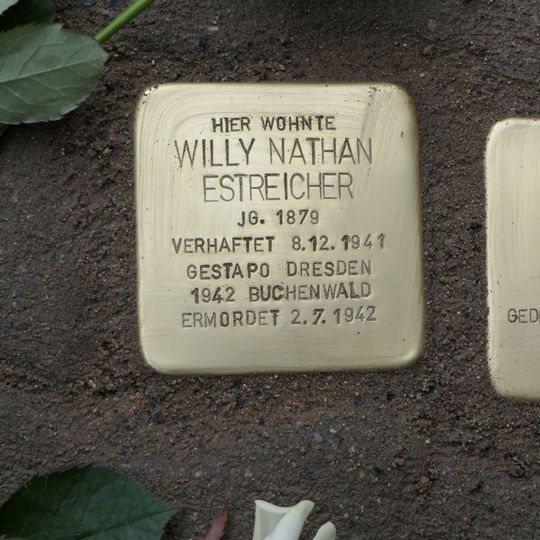 HIER WOHNTE
WILLY NATHAN
ESTREICHER
JG. 1879
VERHAFTET 8.12.1941
GESTAPO DRESDEN
1942 BUCHENWALD
ERMORDET 2.7.1942